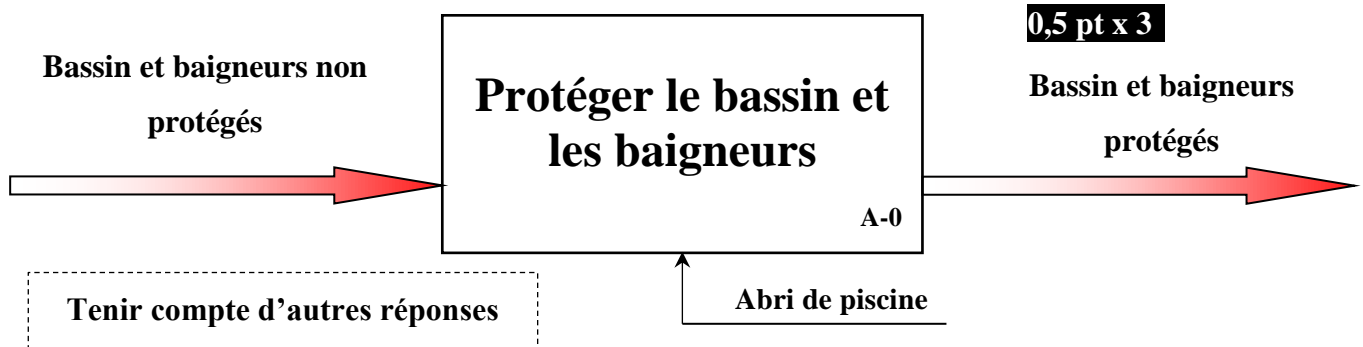 0,5 pt x 3
Bassin et baigneurs non
protégés
Protéger le bassin et
les baigneurs
A-0
Bassin et baigneurs
protégés
Tenir compte d’autres réponses
Abri de piscine